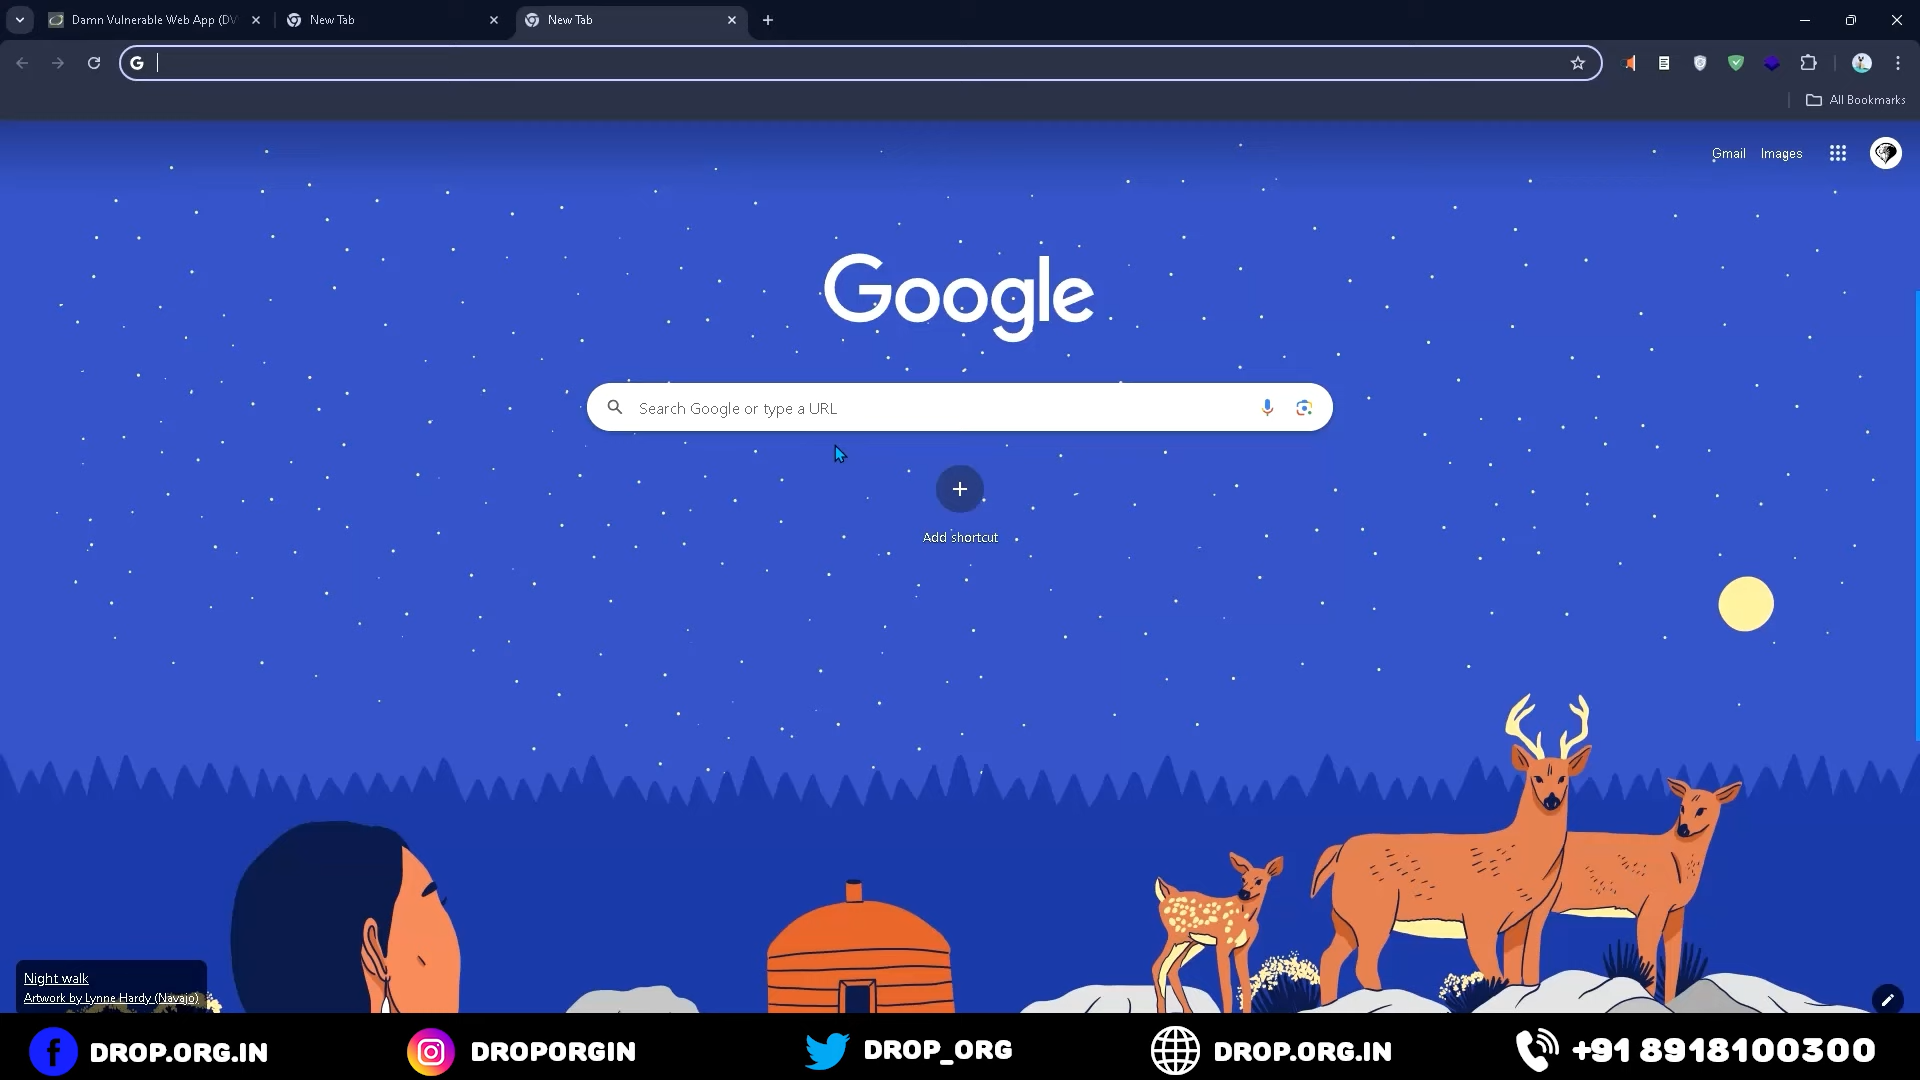 Damn Vulnerable Web App (DV
New Tab
New Tab
All Bookmarks
Gmail Images
Google
Search Google or type a URL
Add shortcut
Night walk
Artwork by Lynne Hardy (Navajo)
DROP.ORG.IN
DROPORGIN
DROP_ORG
DROP.ORG.IN
+91 8918100300